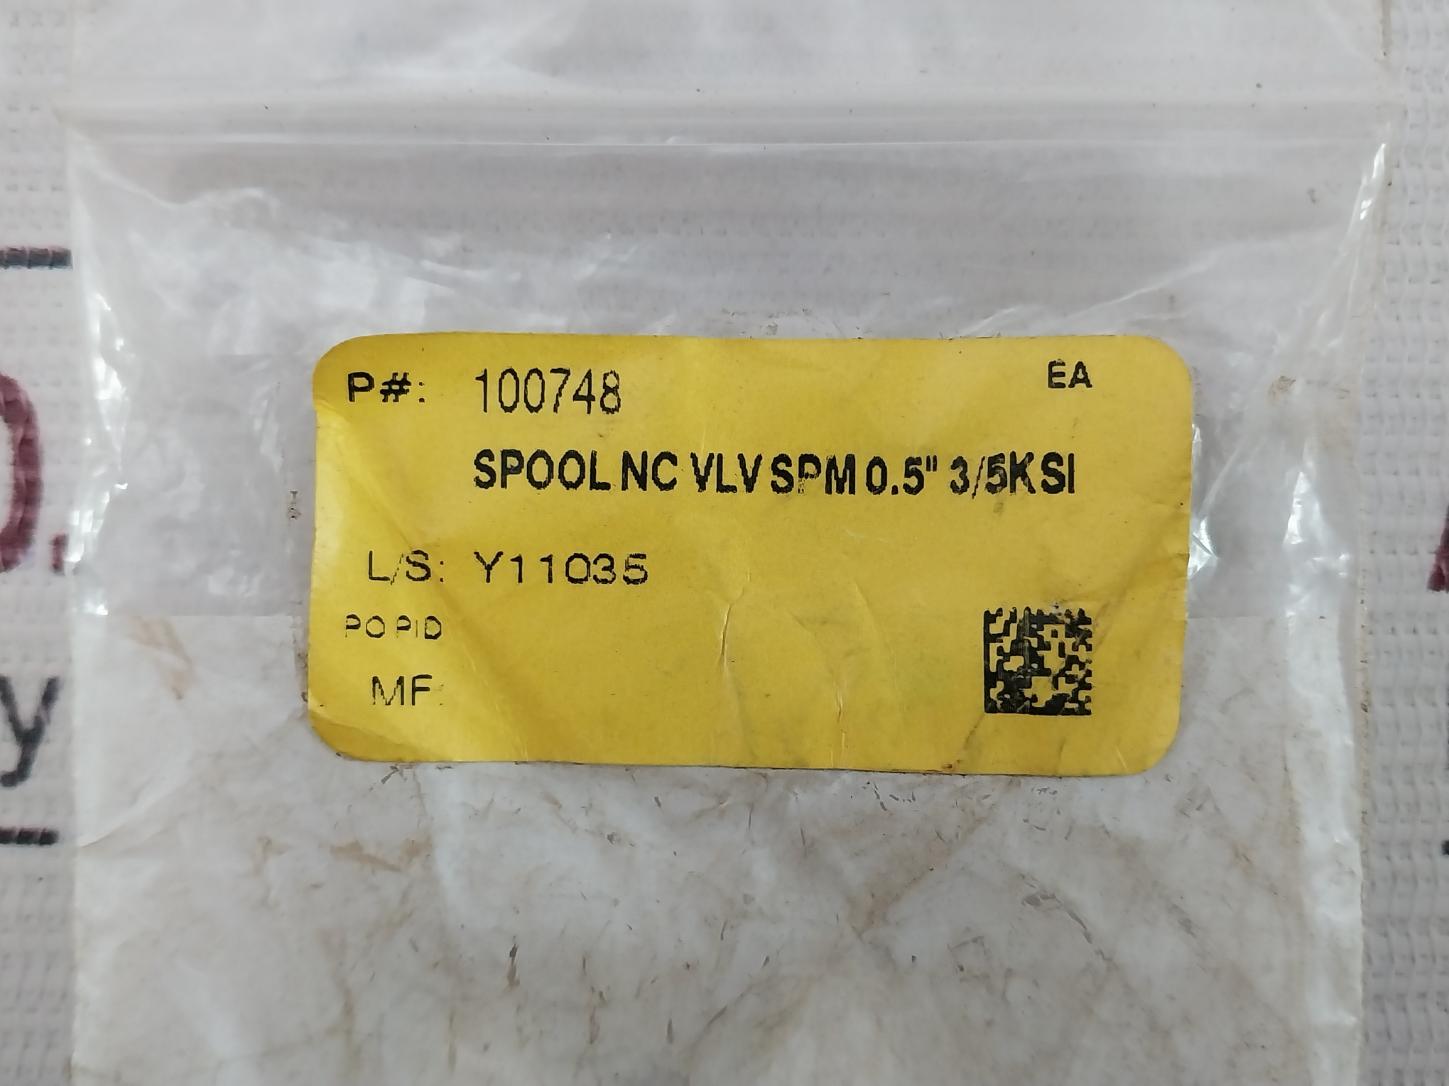 P#: 100748 EA
SPOOL NC VLV SPM 0.5" 3/5KSI
L/S: Y11035
PO PID
MF: